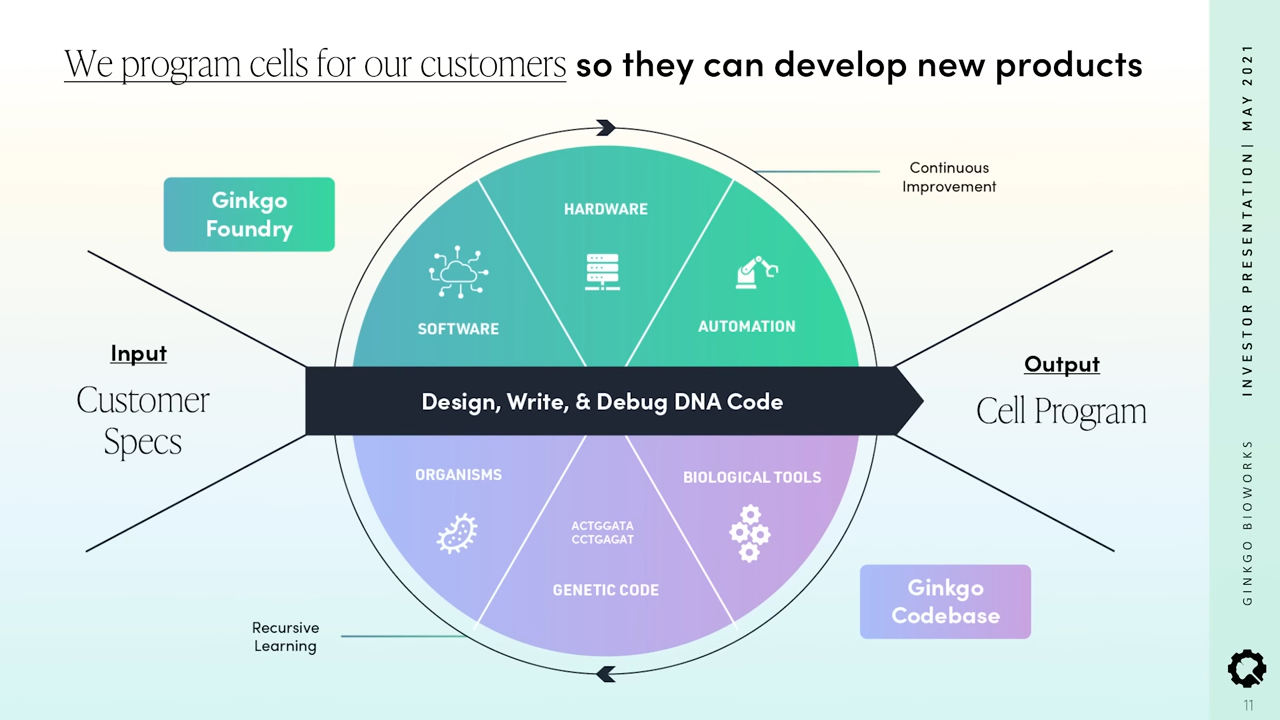 We program cells for our customers so they can develop new products
Ginkgo
Foundry
Continuous
Improvement
HARDWARE
SOFTWARE
AUTOMATION
Input
Customer
Specs
Design, Write, & Debug DNA Code
Output
Cell Program
ORGANISMS
BIOLOGICAL TOOLS
ACTGGATA
CCTGAGAT
GENETIC CODE
Ginkgo
Codebase
Recursive
Learning
GINKGO BIOWORKS INVESTOR PRESENTATION| MAY 2021
11